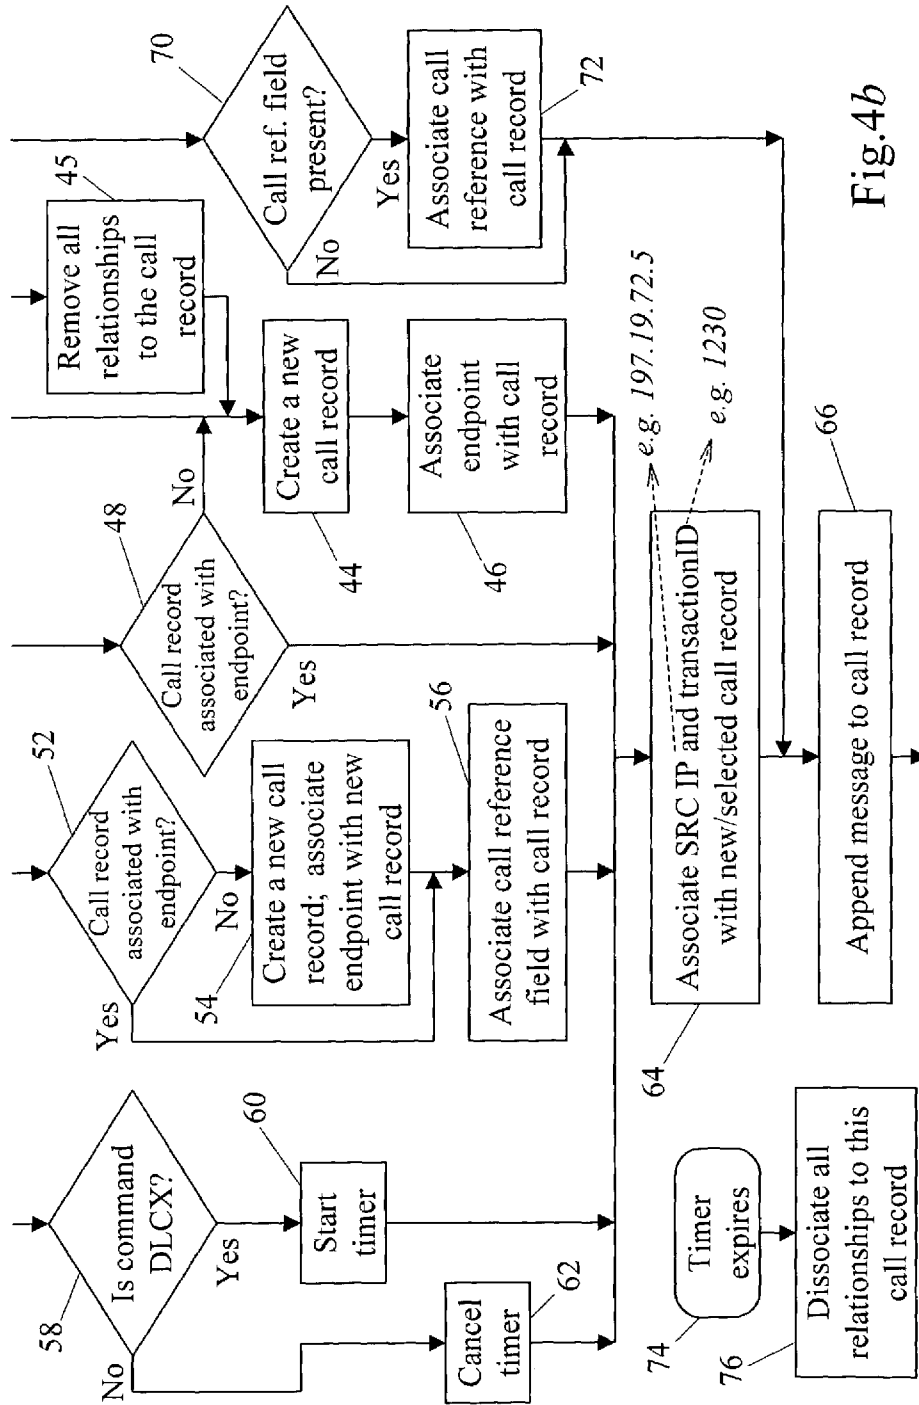 58
Is command
DLCX?
No
Yes
60
Start
timer
Cancel
timer
62
52
Call record
associated with
endpoint?
Yes
No
54
Create a new call
record; associate
endpoint with new
call record
56
Associate call reference
field with call record
48
Call record
associated with
endpoint?
No
Yes
45
Remove all
relationships
to the call
record
Create a new
call record
44
Associate
endpoint
with call
record
46
70
Call ref. field
present?
Yes
No
Associate call
reference with
call record
72
e.g. 197.19.72.5
e.g. 1230
Associate SRC IP and transactionID
with new/selected call record
64
66
Append message to call record
Timer
expires
74
Dissociate all
relationships to this
call record
76
Fig.4b